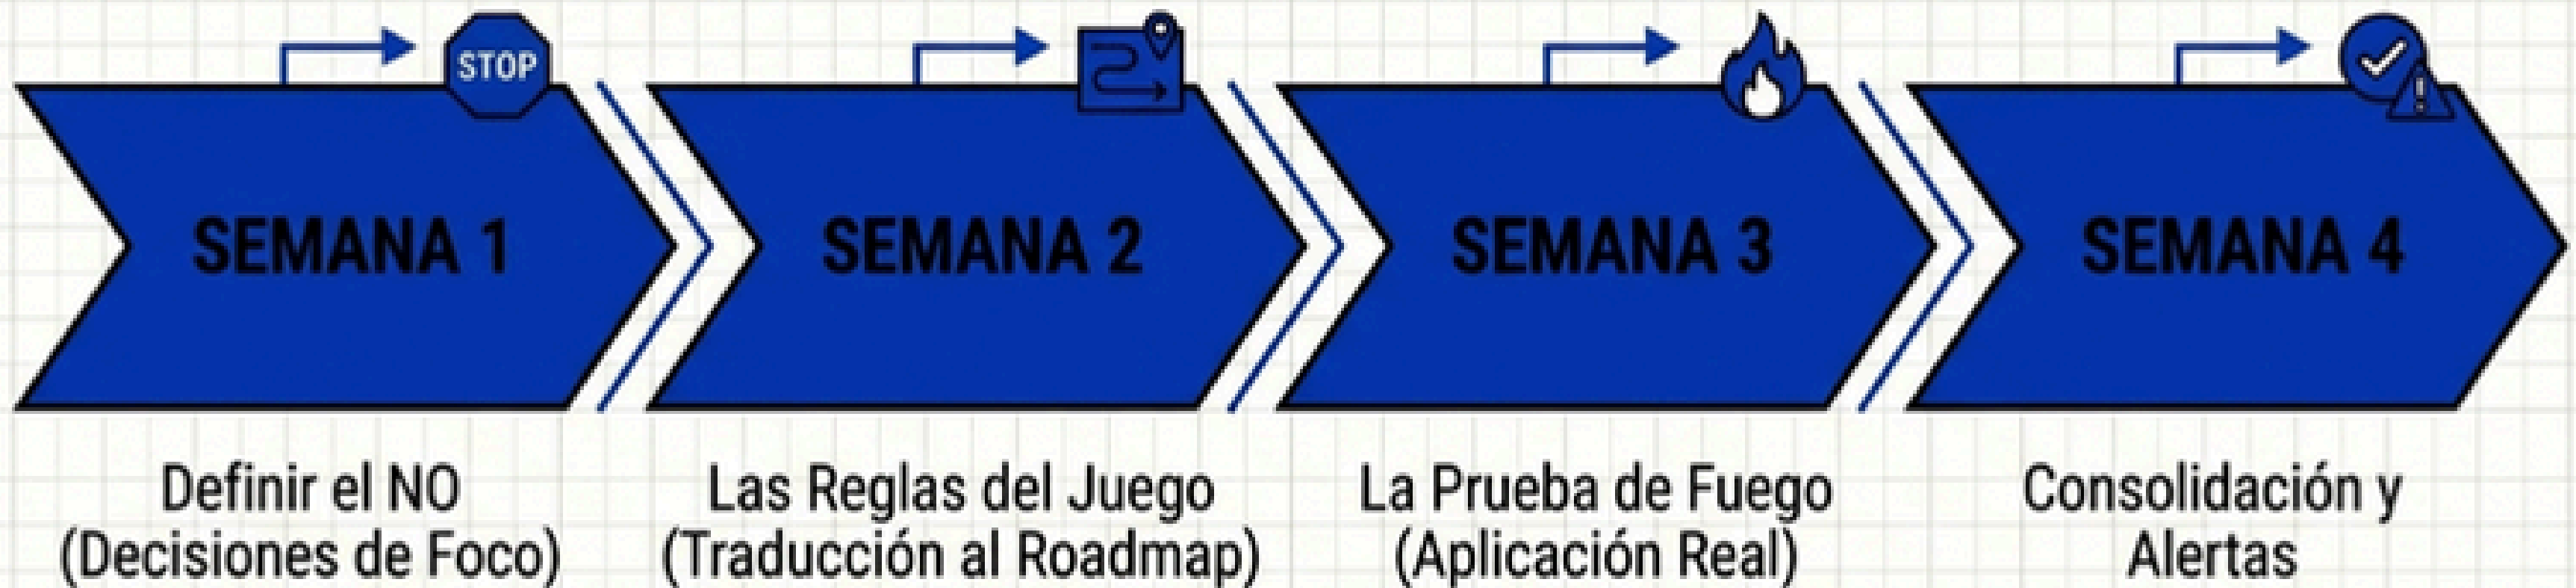 STOP
SEMANA 1
SEMANA 2
SEMANA 3
SEMANA 4
Definir el NO
(Decisiones de Foco)
Las Reglas del Juego
(Traducción al Roadmap)
La Prueba de Fuego
(Aplicación Real)
Consolidación y
Alertas